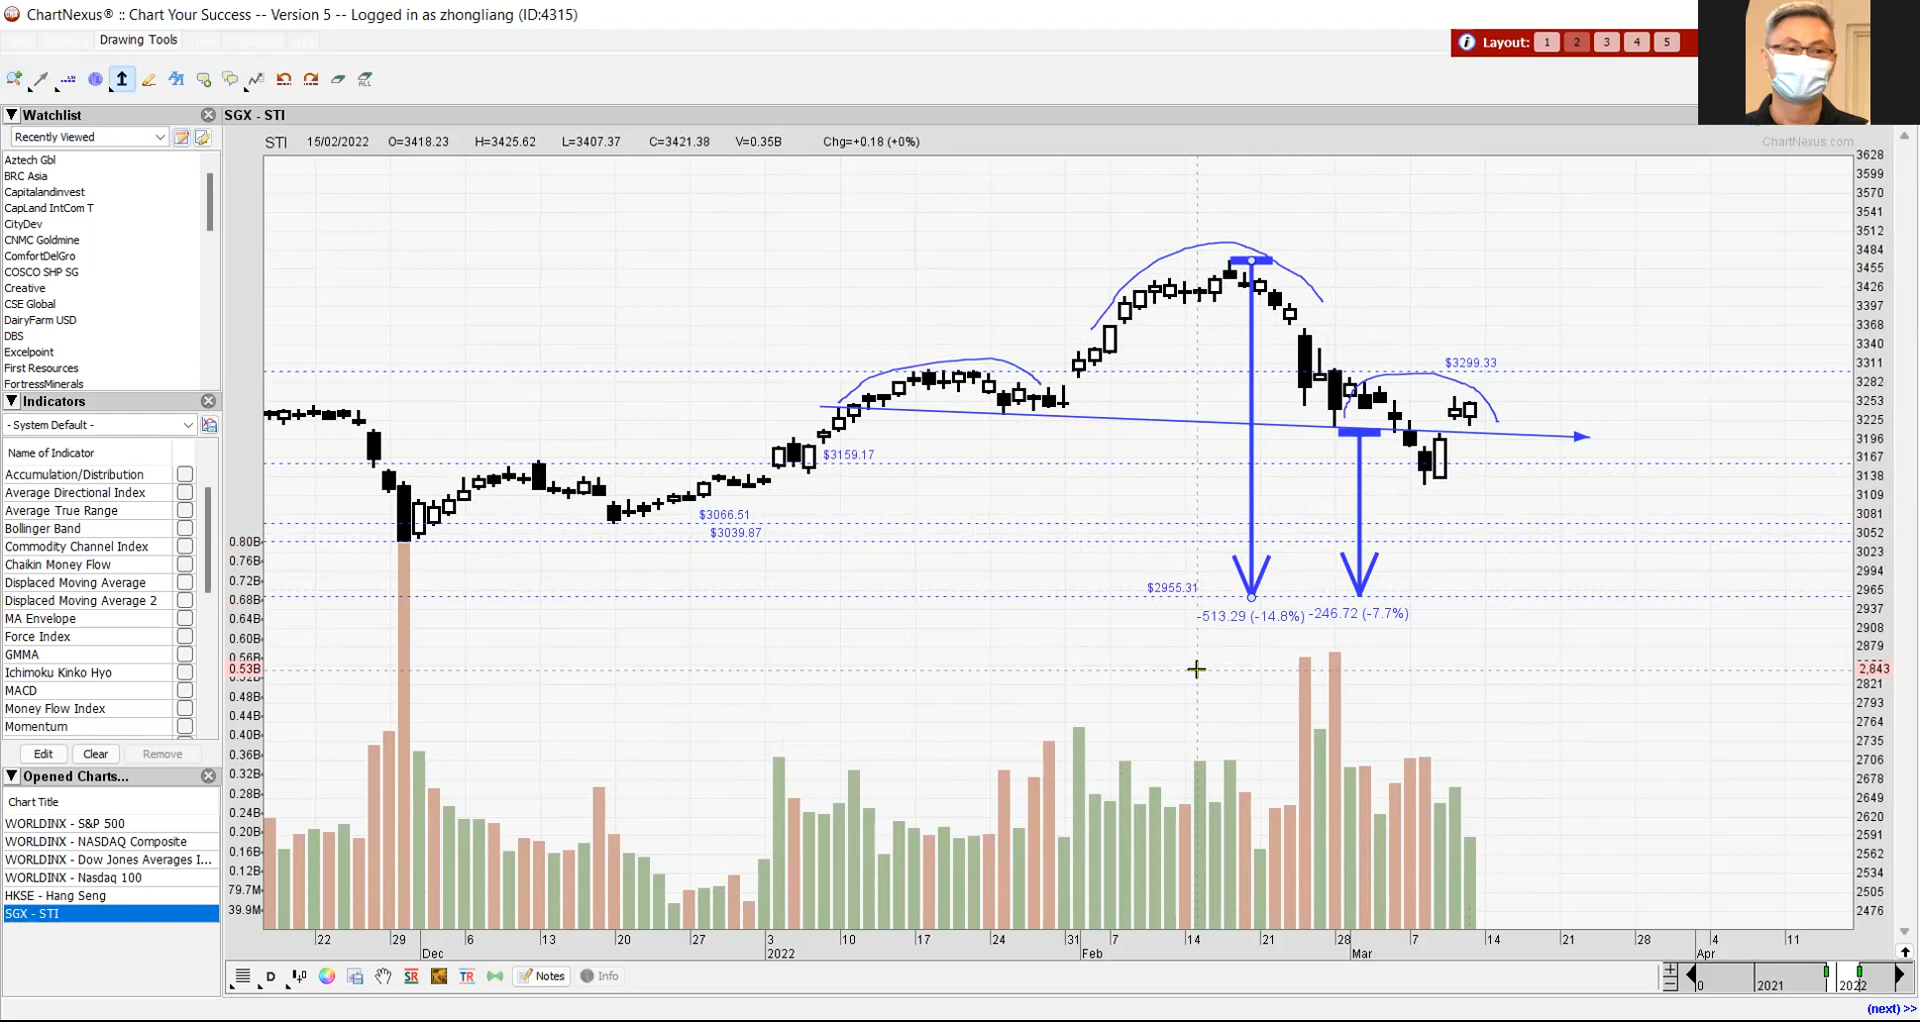 ChartNexus® :: Chart Your Success -- Version 5 -- Logged in as zhongliang (ID:4315)
Drawing Tools
Layout: 1 2 3 4 5
ALL
Watchlist
SGX - STI
Recently Viewed
STI 15/02/2022 O=3418.23 H=3425.62 L=3407.37 C=3421.38 V=0.35B Chg=+0.18 (+0%)
ChartNexus.com
Aztech Gbl
BRC Asia
Capitalandinvest
CapLand IntCom T
CityDev
CNMC Goldmine
ComfortDelGro
COSCO SHP SG
Creative
CSE Global
DairyFarm USD
DBS
Excelpoint
First Resources
FortressMinerals
Indicators
- System Default -
Name of Indicator
Accumulation/Distribution
Average Directional Index
Average True Range
Bollinger Band
Commodity Channel Index
Chaikin Money Flow
Displaced Moving Average
Displaced Moving Average 2
MA Envelope
Force Index
GMMA
Ichimoku Kinko Hyo
MACD
Money Flow Index
Momentum
Edit Clear Remove
Opened Charts...
Chart Title
WORLDINX - S&P 500
WORLDINX - NASDAQ Composite
WORLDINX - Dow Jones Averages I...
WORLDINX - Nasdaq 100
HKSE - Hang Seng
SGX - STI
$3299.33
$3159.17
$3066.51
$3039.87
$2955.31
-513.29 (-14.8%) -246.72 (-7.7%)
0.80B
0.76B
0.72B
0.68B
0.64B
0.60B
0.56B
0.53B
0.52B
0.48B
0.44B
0.40B
0.36B
0.32B
0.28B
0.24B
0.20B
0.16B
0.12B
79.7M
39.9M
3628
3599
3570
3541
3512
3484
3455
3426
3397
3368
3340
3311
3282
3253
3225
3196
3167
3138
3109
3081
3052
3023
2994
2965
2937
2908
2879
2,843
2821
2793
2764
2735
2706
2678
2649
2620
2591
2562
2534
2505
2476
22 29 6 13 20 27 3 10 17 24 31 7 14 21 28 7 14 21 28 4 11
Dec 2022 Feb Mar Apr
D SR TR Notes Info
0 2021 2022
(next) >>